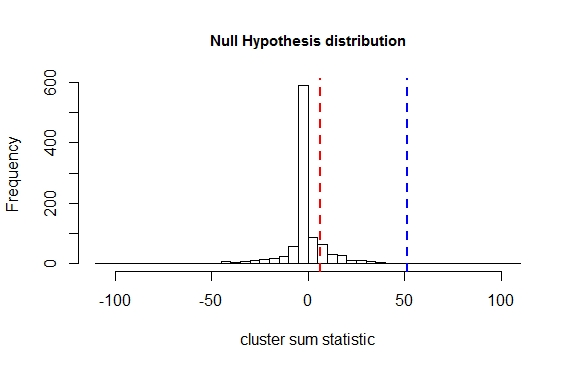 Null Hypothesis distribution
Frequency
600
400
200
0
-100 -50 0 50 100
cluster sum statistic